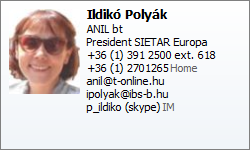 Ildikó Polyák
ANIL bt
President SIETAR Europa
+36 (1) 391 2500 ext. 618
+36 (1) 2701265 Home
anil@t-online.hu
ipolyak@ibs-b.hu
p_ildiko (skype) IM